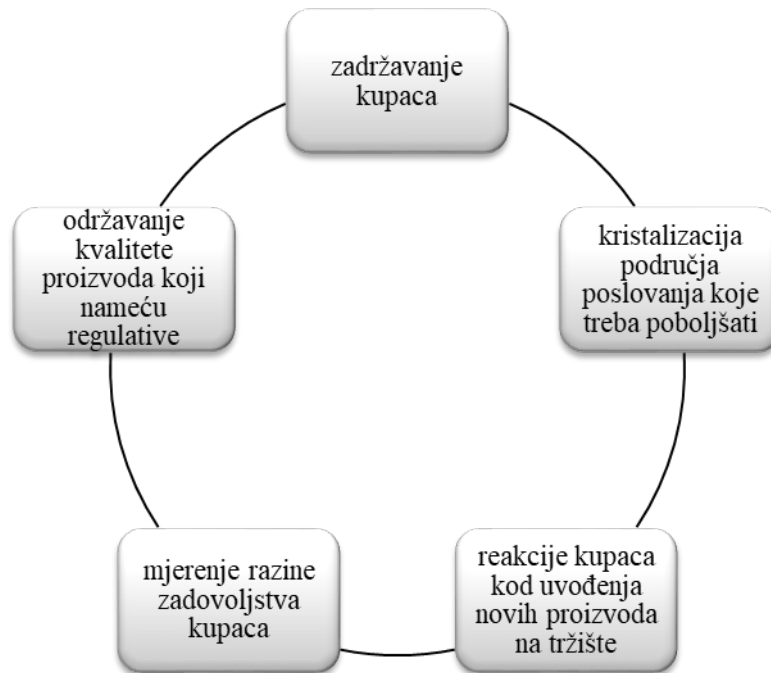 zadržavanje
kupaca
kristalizacija
područja
poslovanja koje
treba poboljšati
reakcije kupaca
kod uvođenja
novih proizvoda
na tržište
mjerenje razine
zadovoljstva
kupaca
održavanje
kvalitete
proizvoda koji
nameću
regulative